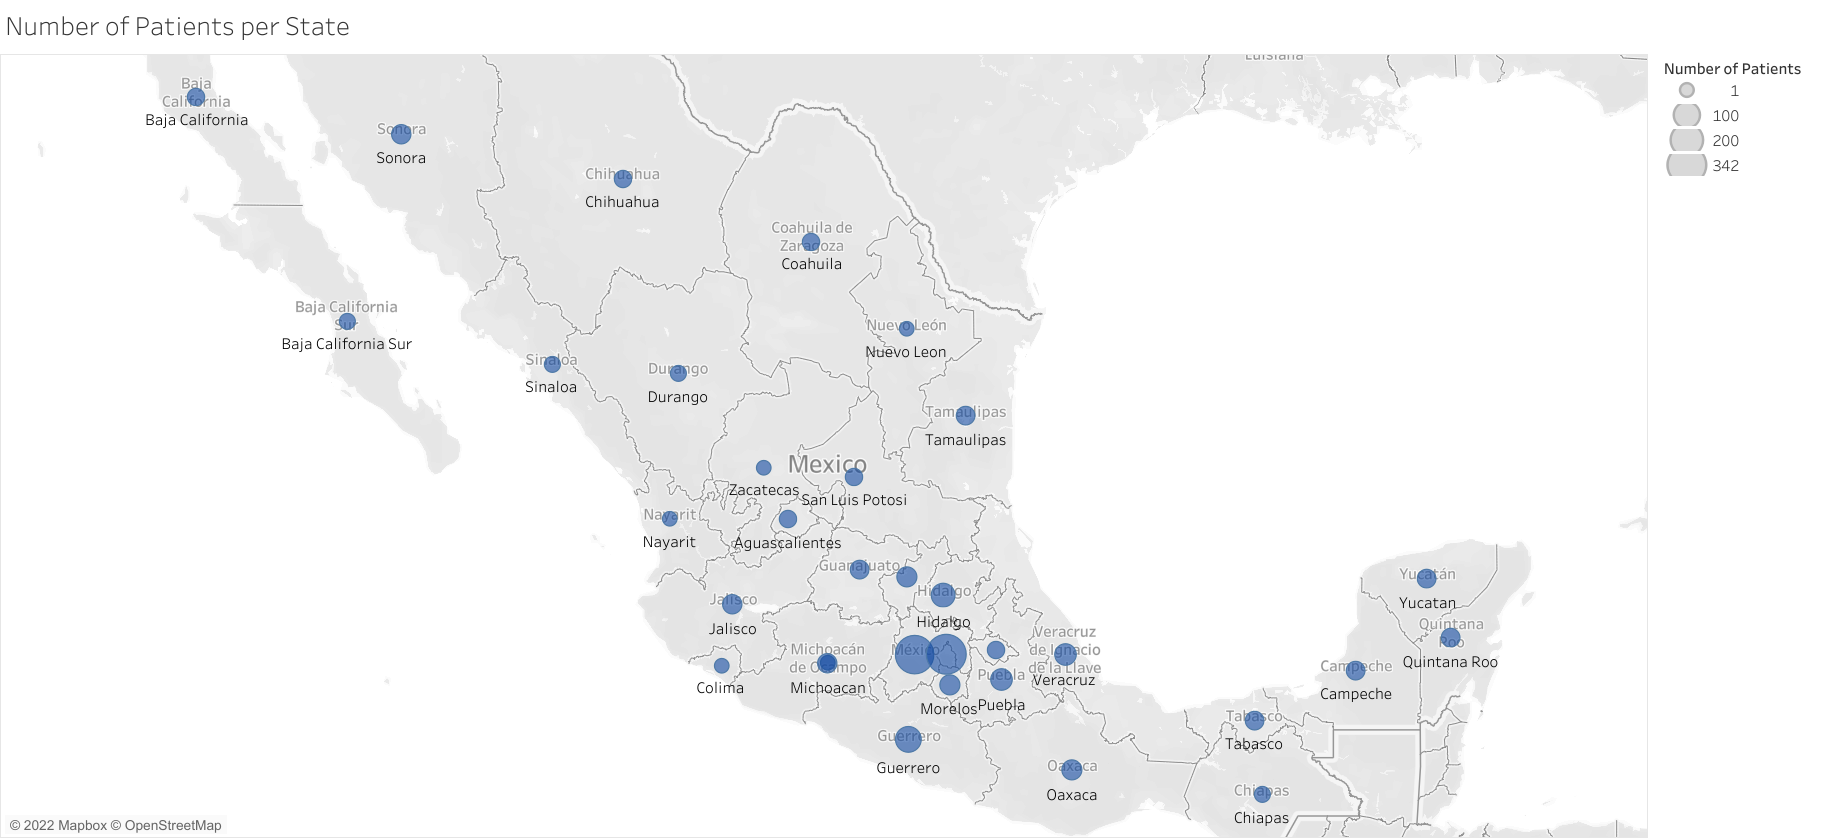 Number of Patients per State
Luisiana
Number of Patients
1
100
200
342
Baja
California
Baja California
Sonora
Sonora
Chihuahua
Chihuahua
Coahuila de
Zaragoza
Coahuila
Baja California
Sur
Baja California Sur
Nuevo León
Nuevo Leon
Sinaloa
Sinaloa
Durango
Durango
Tamaulipas
Tamaulipas
Mexico
Zacatecas
San Luis Potosi
Nayarit
Nayarit
Aguascalientes
Guanajuato
Hidalgo
Hidalgo
Jalisco
Jalisco
Yucatán
Yucatan
Quintana
Roo
Quintana Roo
Veracruz
de Ignacio
de la Llave
Veracruz
Michoacán
de Ocampo
Michoacan
México
Colima
Puebla
Puebla
Morelos
Campeche
Campeche
Tabasco
Tabasco
Guerrero
Guerrero
Oaxaca
Oaxaca
Chiapas
Chiapas
© 2022 Mapbox © OpenStreetMap